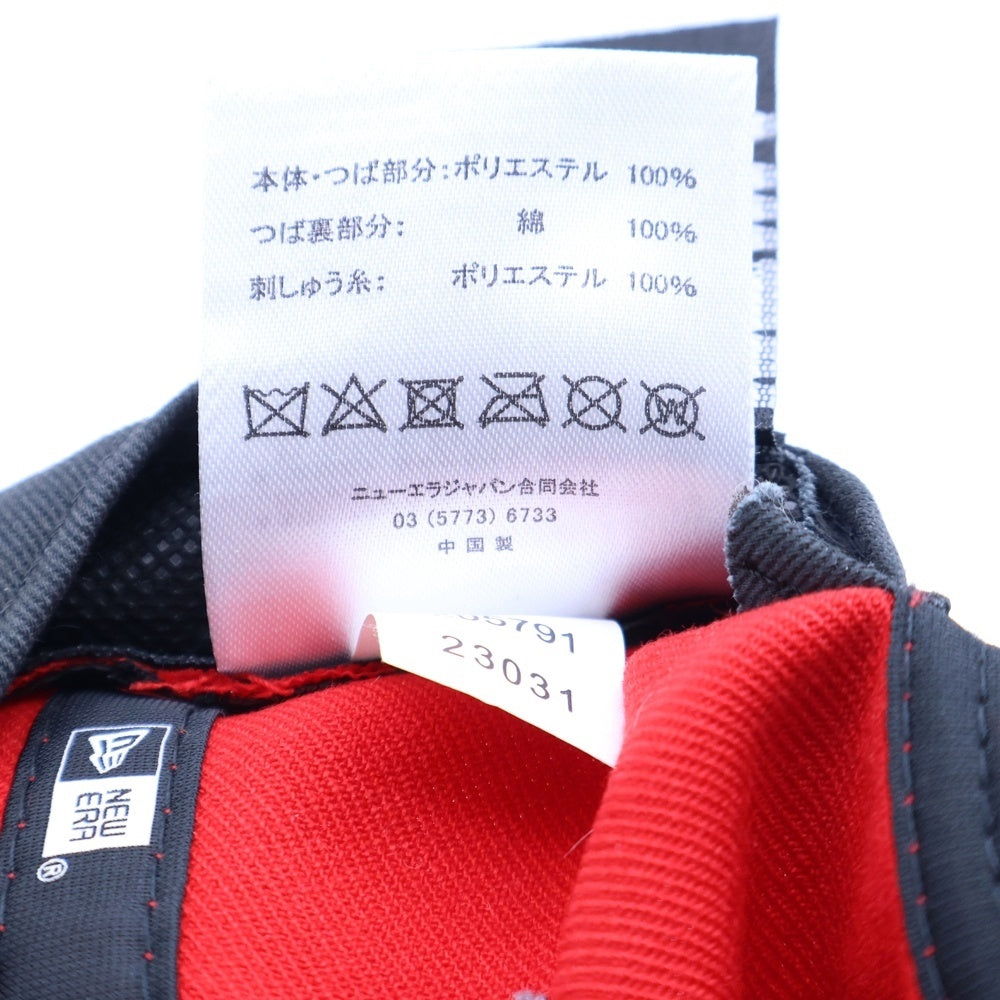 本体・つば部分：ポリエステル 100%
つば裏部分： 綿 100%
刺しゅう糸： ポリエステル 100%
W
ニューエラジャパン合同会社
03 (5773) 6733
中国製
23031
NEW
ERA
®